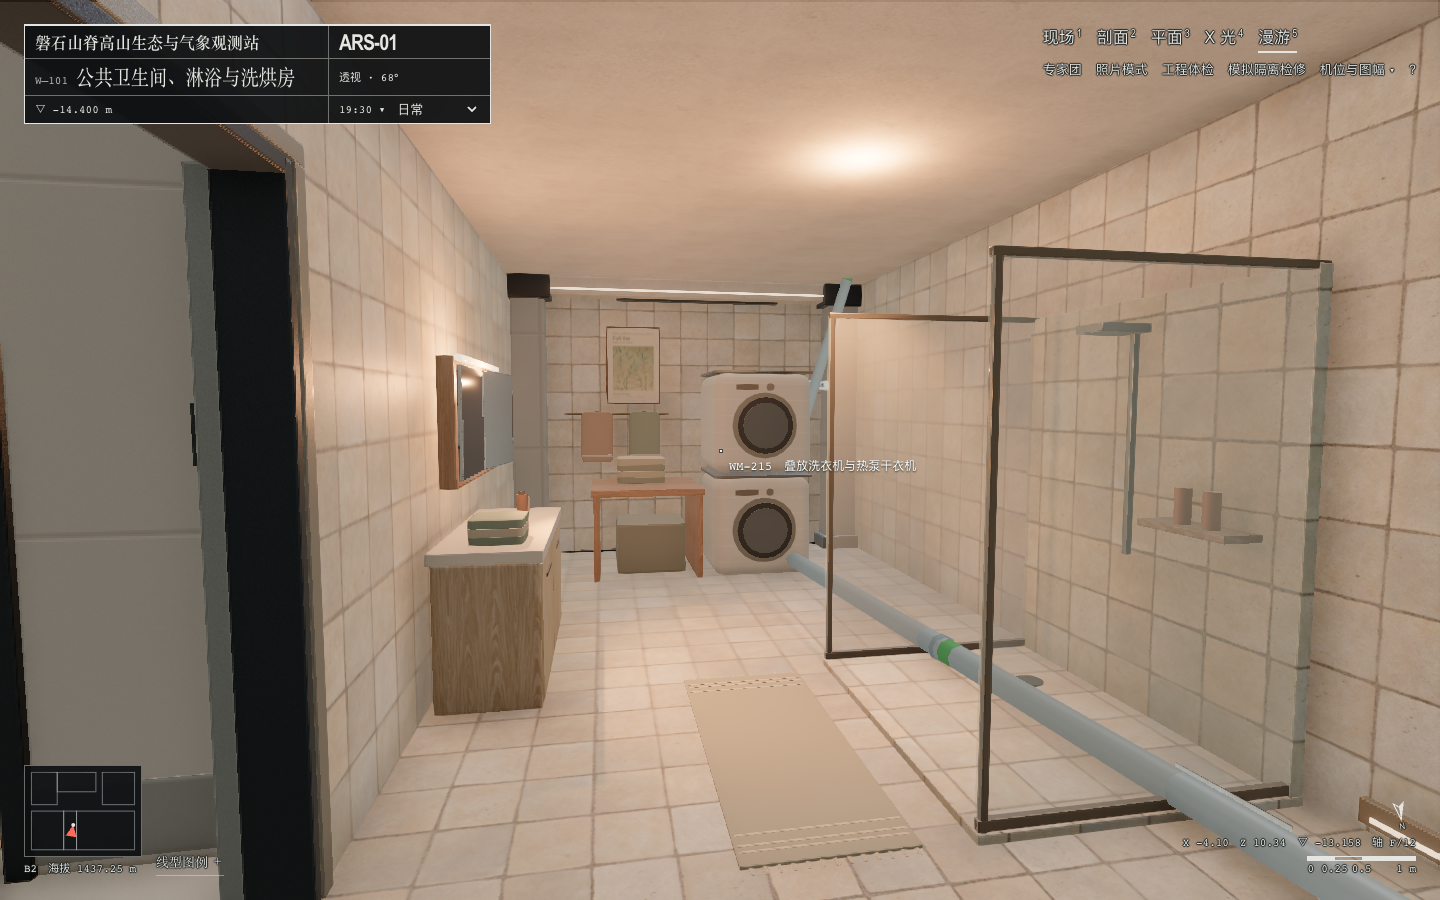 磐石山脊高山生态与气象观测站 ARS-01
W-101 公共卫生间、淋浴与洗烘房 透视 · 68°
▽ -14.400 m 19:30 ▾ 日常
现场1 剖面2 平面3 X 光4 漫游5
专家团 照片模式 工程体检 模拟隔离检修 机位与图幅 ▾ ?
WM-215 叠放洗衣机与热泵干衣机
N
X -4.10 Z 10.34 ▽ -13.158 轴 F/12
0 0.25 0.5 1 m
B2 海拔 1437.25 m 线型图例 +